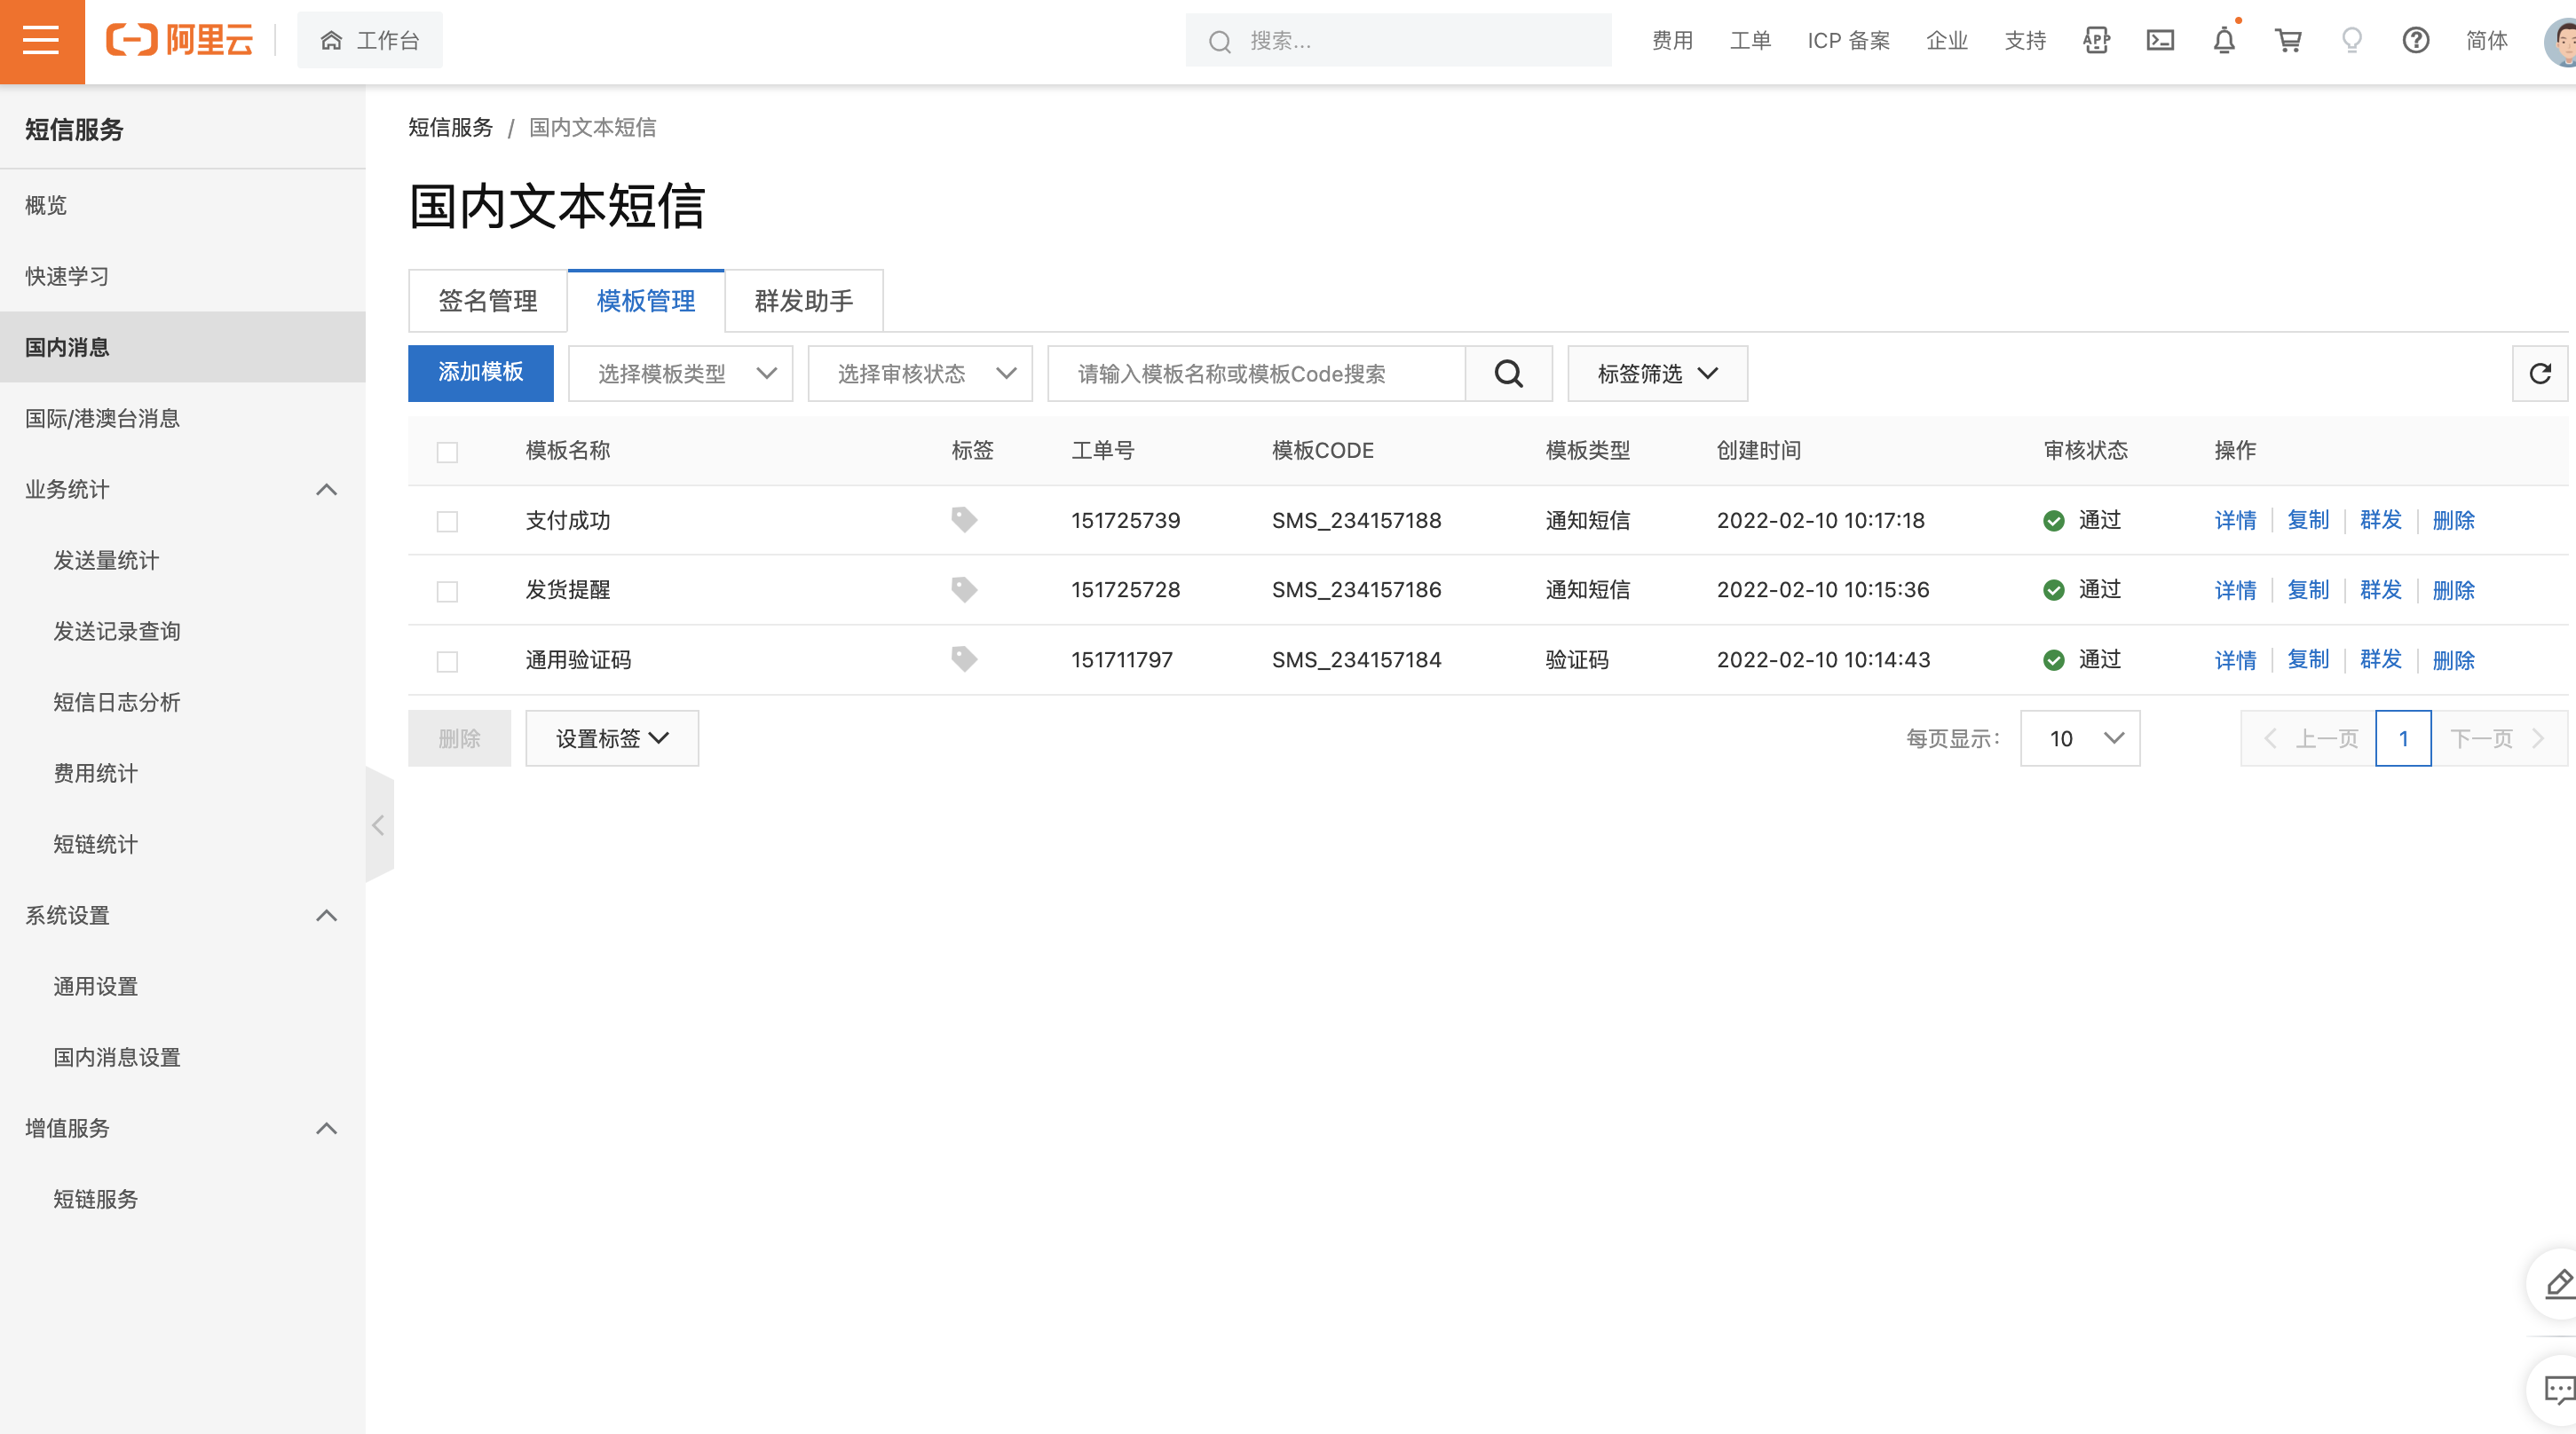 阿里云
工作台
搜索...
费用 工单 ICP 备案 企业 支持 APP 简体
短信服务
概览
快速学习
国内消息
国际/港澳台消息
业务统计
发送量统计
发送记录查询
短信日志分析
费用统计
短链统计
系统设置
通用设置
国内消息设置
增值服务
短链服务
短信服务 / 国内文本短信
国内文本短信
签名管理 模板管理 群发助手
添加模板 选择模板类型 选择审核状态 请输入模板名称或模板Code搜索 标签筛选
模板名称 标签 工单号 模板CODE 模板类型 创建时间 审核状态 操作
支付成功 151725739 SMS_234157188 通知短信 2022-02-10 10:17:18 通过 详情 复制 群发 删除
发货提醒 151725728 SMS_234157186 通知短信 2022-02-10 10:15:36 通过 详情 复制 群发 删除
通用验证码 151711797 SMS_234157184 验证码 2022-02-10 10:14:43 通过 详情 复制 群发 删除
删除 设置标签 每页显示： 10 上一页 1 下一页